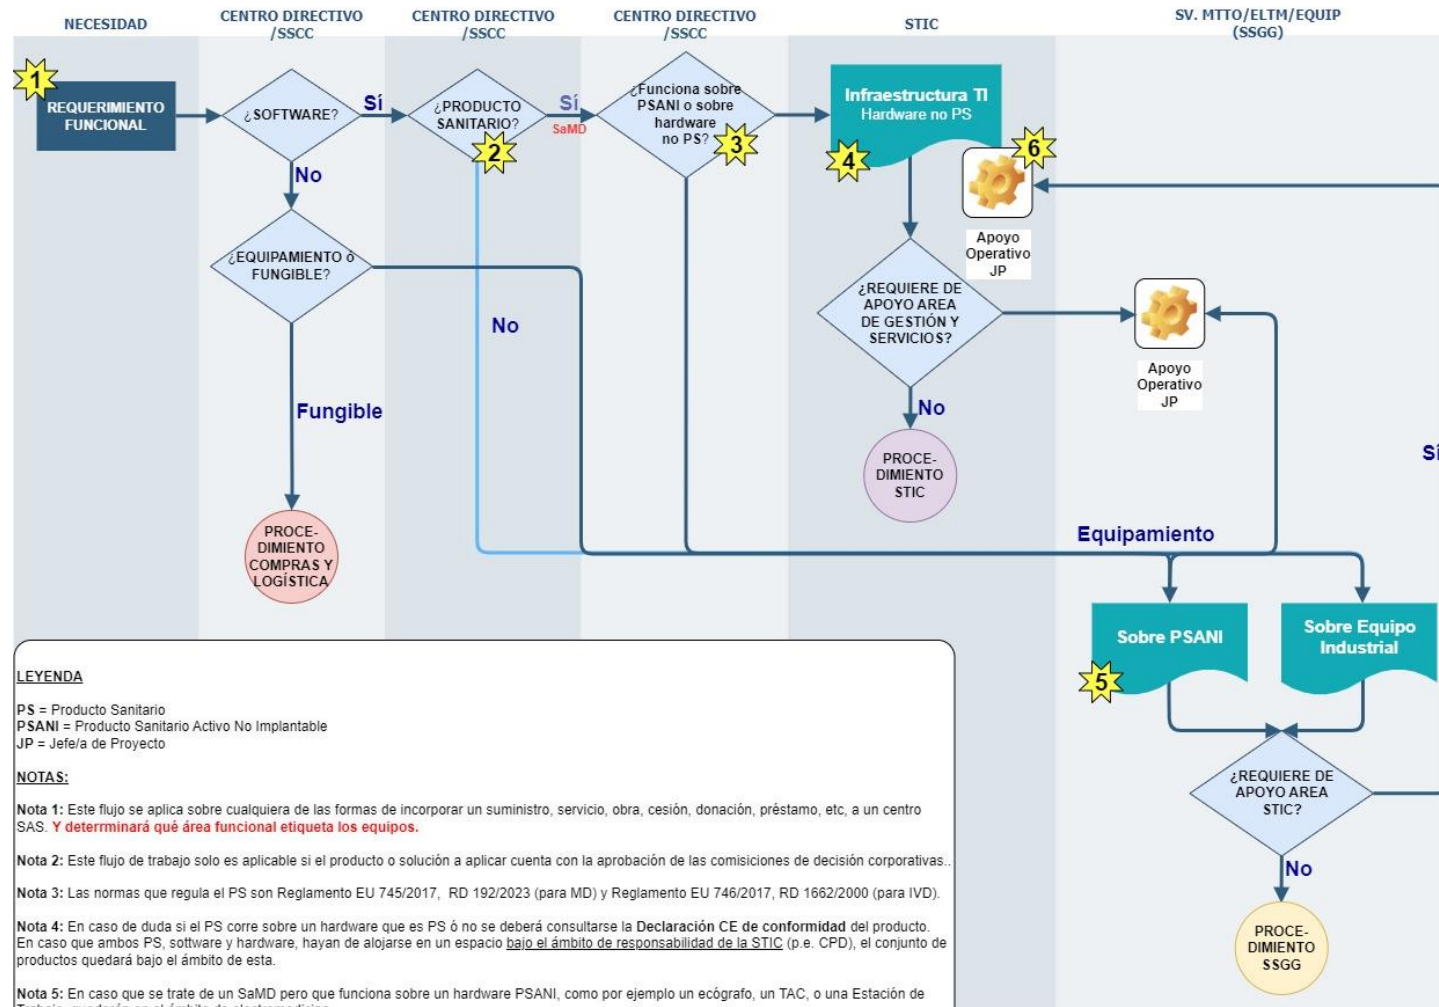 NECESIDAD
CENTRO DIRECTIVO
/SSCC
CENTRO DIRECTIVO
/SSCC
CENTRO DIRECTIVO
/SSCC
STIC
SV. MTTO/ELTM/EQUIP
(SSGG)
1
REQUERIMIENTO
FUNCIONAL
¿SOFTWARE?
Sí
¿PRODUCTO
SANITARIO?
2
Sí
SaMD
¿Funciona sobre
PSANI o sobre
hardware
no PS?
3
Infraestructura TI
Hardware no PS
4
6
Apoyo
Operativo
JP
No
¿EQUIPAMIENTO ó
FUNGIBLE?
No
¿REQUIERE DE
APOYO AREA
DE GESTIÓN Y
SERVICIOS?
Apoyo
Operativo
JP
Fungible
No
PROCE-
DIMIENTO
STIC
Sí
PROCE-
DIMIENTO
COMPRAS Y
LOGÍSTICA
Equipamiento
Sobre PSANI
5
Sobre Equipo
Industrial
¿REQUIERE DE
APOYO AREA
STIC?
No
PROCE-
DIMIENTO
SSGG
LEYENDA
PS = Producto Sanitario
PSANI = Producto Sanitario Activo No Implantable
JP = Jefe/a de Proyecto
NOTAS:
Nota 1: Este flujo se aplica sobre cualquiera de las formas de incorporar un suministro, servicio, obra, cesión, donación, préstamo, etc, a un centro
SAS. Y deterrminará qué área funcional etiqueta los equipos.
Nota 2: Este flujo de trabajo solo es aplicable si el producto o solución a aplicar cuenta con la aprobación de las comisiciones de decisión corporativas..
Nota 3: Las normas que regula el PS son Reglamento EU 745/2017, RD 192/2023 (para MD) y Reglamento EU 746/2017, RD 1662/2000 (para IVD).
Nota 4: En caso de duda si el PS corre sobre un hardware que es PS ó no se deberá consultarse la Declaración CE de conformidad del producto.
En caso que ambos PS, sottware y hardware, hayan de alojarse en un espacio bajo el ámbito de responsabilidad de la STIC (p.e. CPD), el conjunto de
productos quedará bajo el ámbito de esta.
Nota 5: En caso que se trate de un SaMD pero que funciona sobre un hardware PSANI, como por ejemplo un ecógrafo, un TAC, o una Estación de